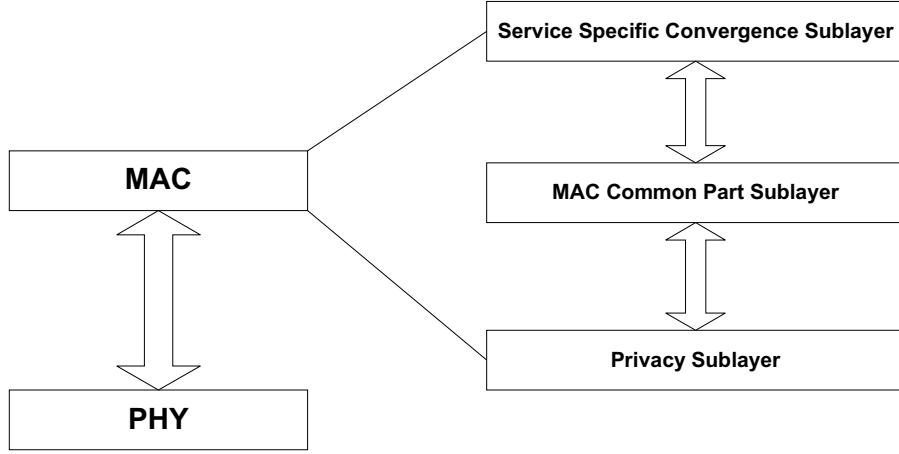 Service Specific Convergence Sublayer
MAC
MAC Common Part Sublayer
Privacy Sublayer
PHY